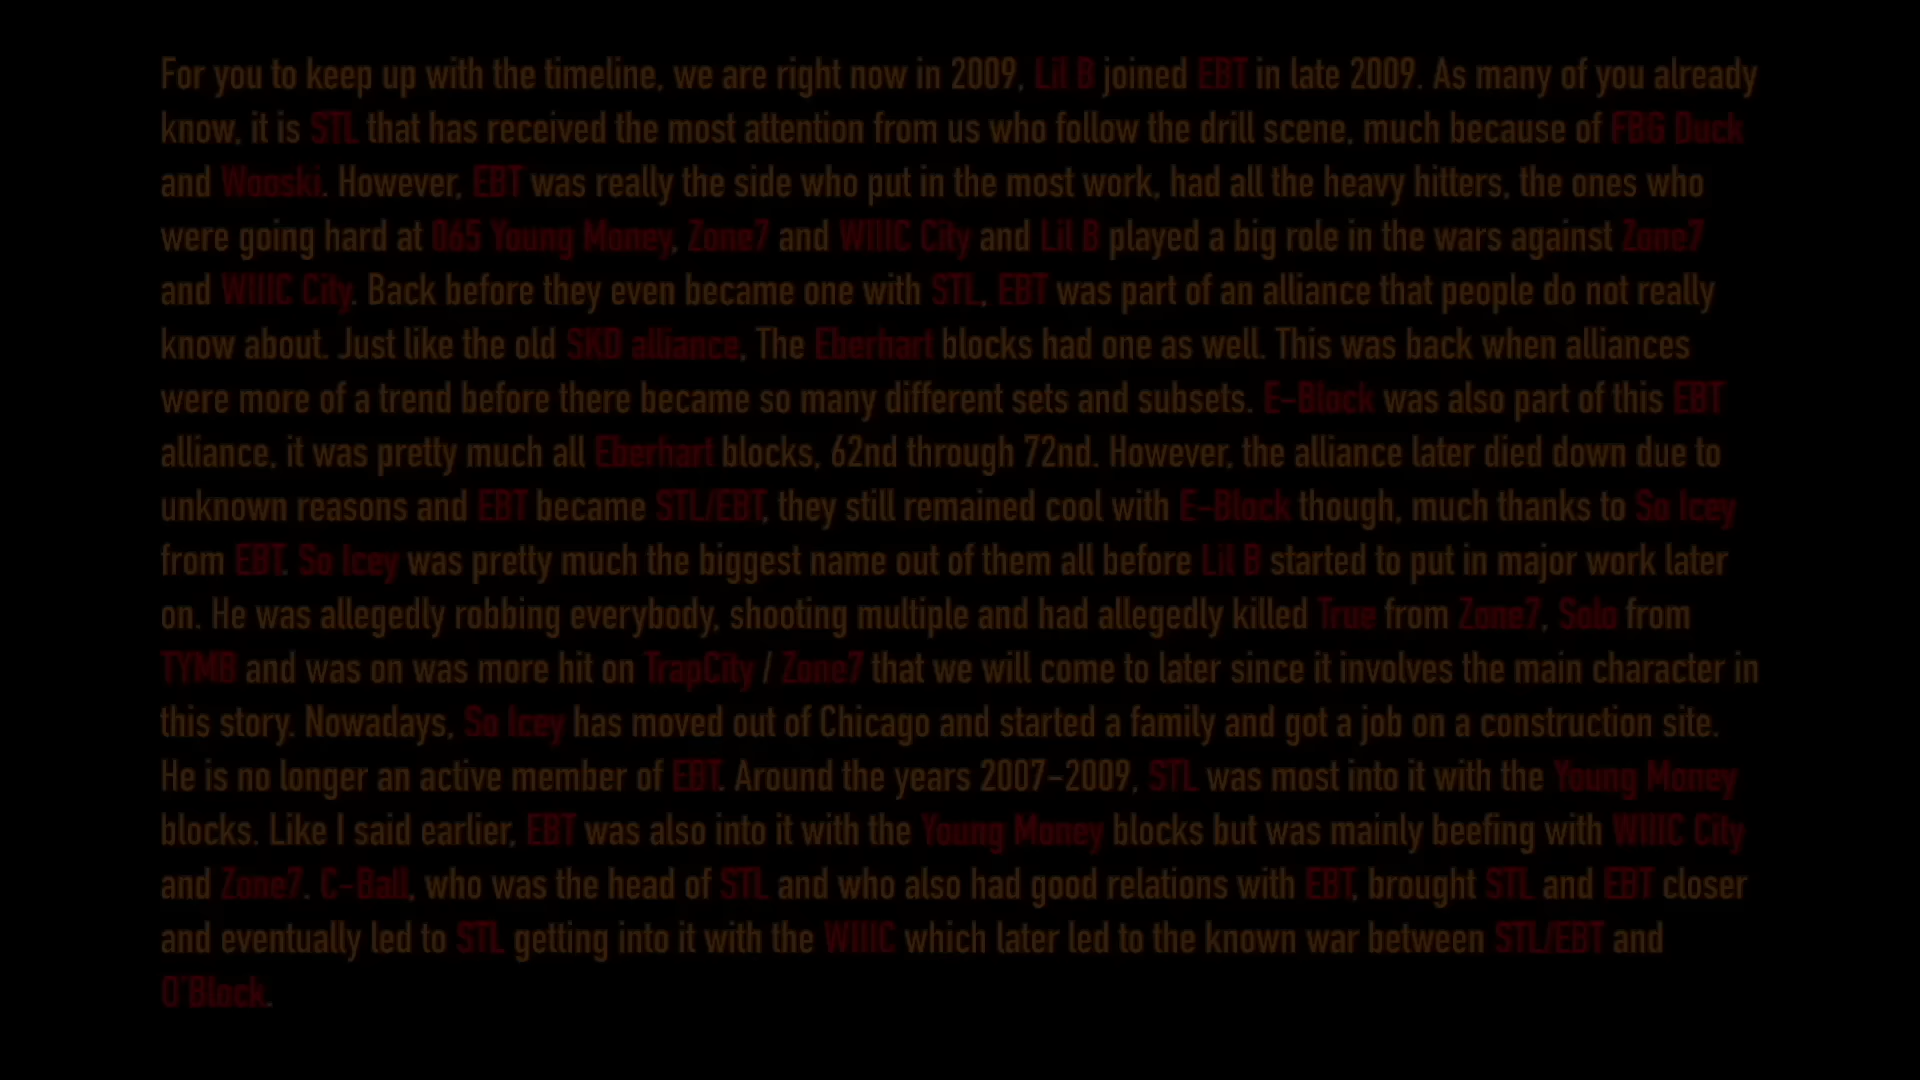 For you to keep up with the timeline, we are right now in 2009, Lil B joined EBT in late 2009. As many of you already
know, it is STL that has received the most attention from us who follow the drill scene, much because of FBG Duck
and Wooski. However, EBT was really the side who put in the most work, had all the heavy hitters, the ones who
were going hard at 065 Young Money, Zone7 and WIIIC City and Lil B played a big role in the wars against Zone7
and WIIIC City. Back before they even became one with STL, EBT was part of an alliance that people do not really
know about. Just like the old SKD alliance, The Eberhart blocks had one as well. This was back when alliances
were more of a trend before there became so many different sets and subsets. E-Block was also part of this EBT
alliance, it was pretty much all Eberhart blocks, 62nd through 72nd. However, the alliance later died down due to
unknown reasons and EBT became STL/EBT, they still remained cool with E-Block though, much thanks to So Icey
from EBT. So Icey was pretty much the biggest name out of them all before Lil B started to put in major work later
on. He was allegedly robbing everybody, shooting multiple and had allegedly killed True from Zone7, Solo from
TYMB and was on was more hit on TrapCity / Zone7 that we will come to later since it involves the main character in
this story. Nowadays, So Icey has moved out of Chicago and started a family and got a job on a construction site.
He is no longer an active member of EBT. Around the years 2007-2009, STL was most into it with the Young Money
blocks. Like I said earlier, EBT was also into it with the Young Money blocks but was mainly beefing with WIIIC City
and Zone7. C-Ball, who was the head of STL and who also had good relations with EBT, brought STL and EBT closer
and eventually led to STL getting into it with the WIIIC which later led to the known war between STL/EBT and
O'Block.